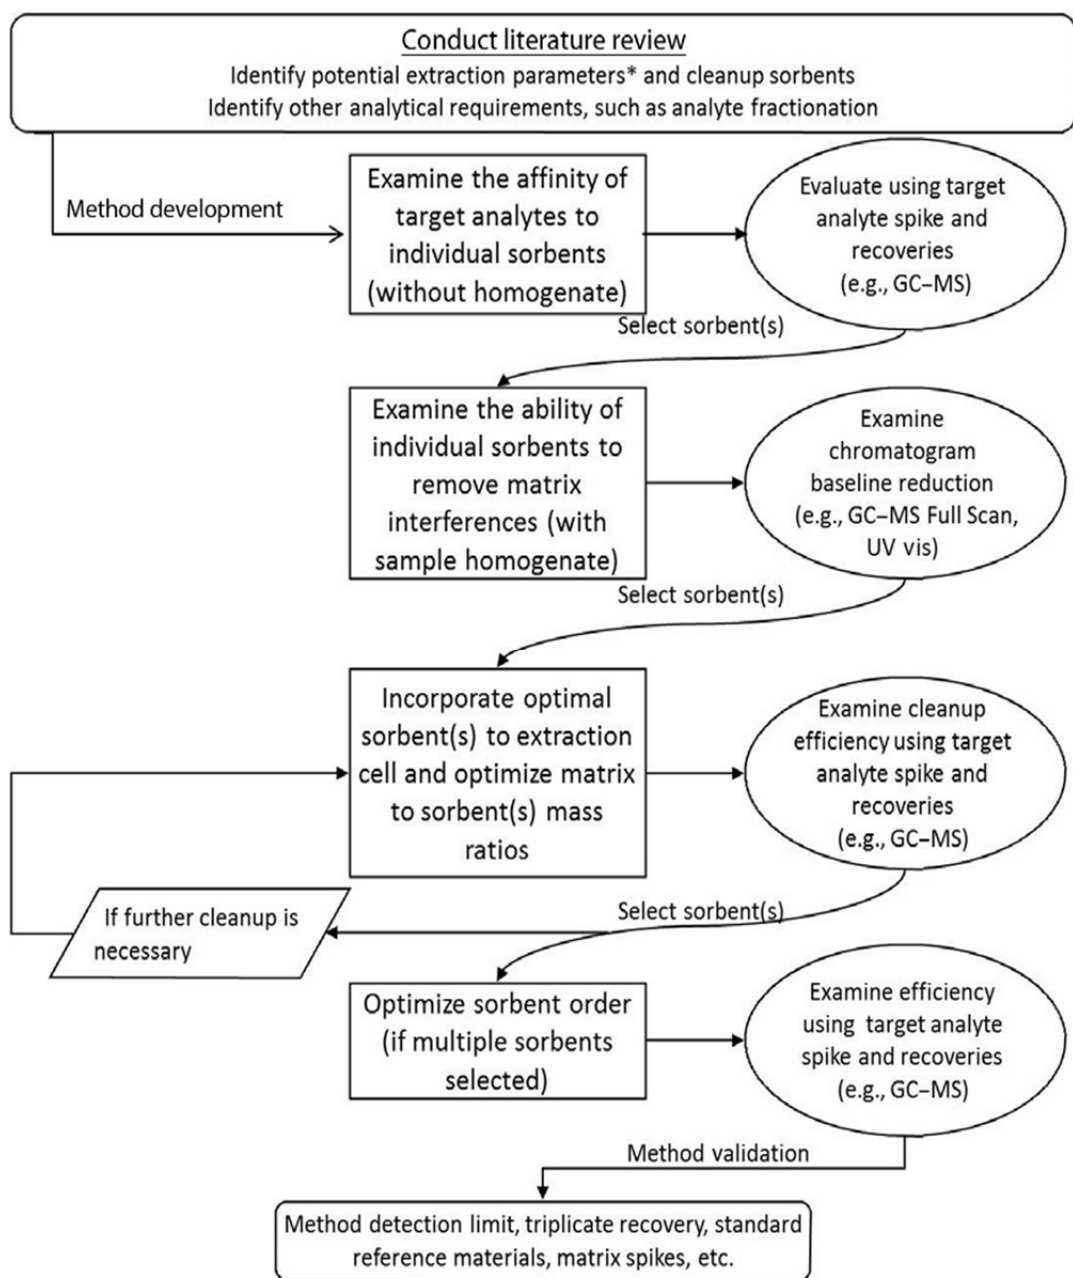 Conduct literature review
Identify potential extraction parameters* and cleanup sorbents
Identify other analytical requirements, such as analyte fractionation
Method development
Examine the affinity of
target analytes to
individual sorbents
(without homogenate)
Evaluate using target
analyte spike and
recoveries
(e.g., GC–MS)
Select sorbent(s)
Examine the ability of
individual sorbents to
remove matrix
interferences (with
sample homogenate)
Examine
chromatogram
baseline reduction
(e.g., GC–MS Full Scan,
UV vis)
Select sorbent(s)
Incorporate optimal
sorbent(s) to extraction
cell and optimize matrix
to sorbent(s) mass
ratios
Examine cleanup
efficiency using target
analyte spike and
recoveries
(e.g., GC–MS)
Select sorbent(s)
If further cleanup is
necessary
Optimize sorbent order
(if multiple sorbents
selected)
Examine efficiency
using target analyte
spike and recoveries
(e.g., GC–MS)
Method validation
Method detection limit, triplicate recovery, standard
reference materials, matrix spikes, etc.